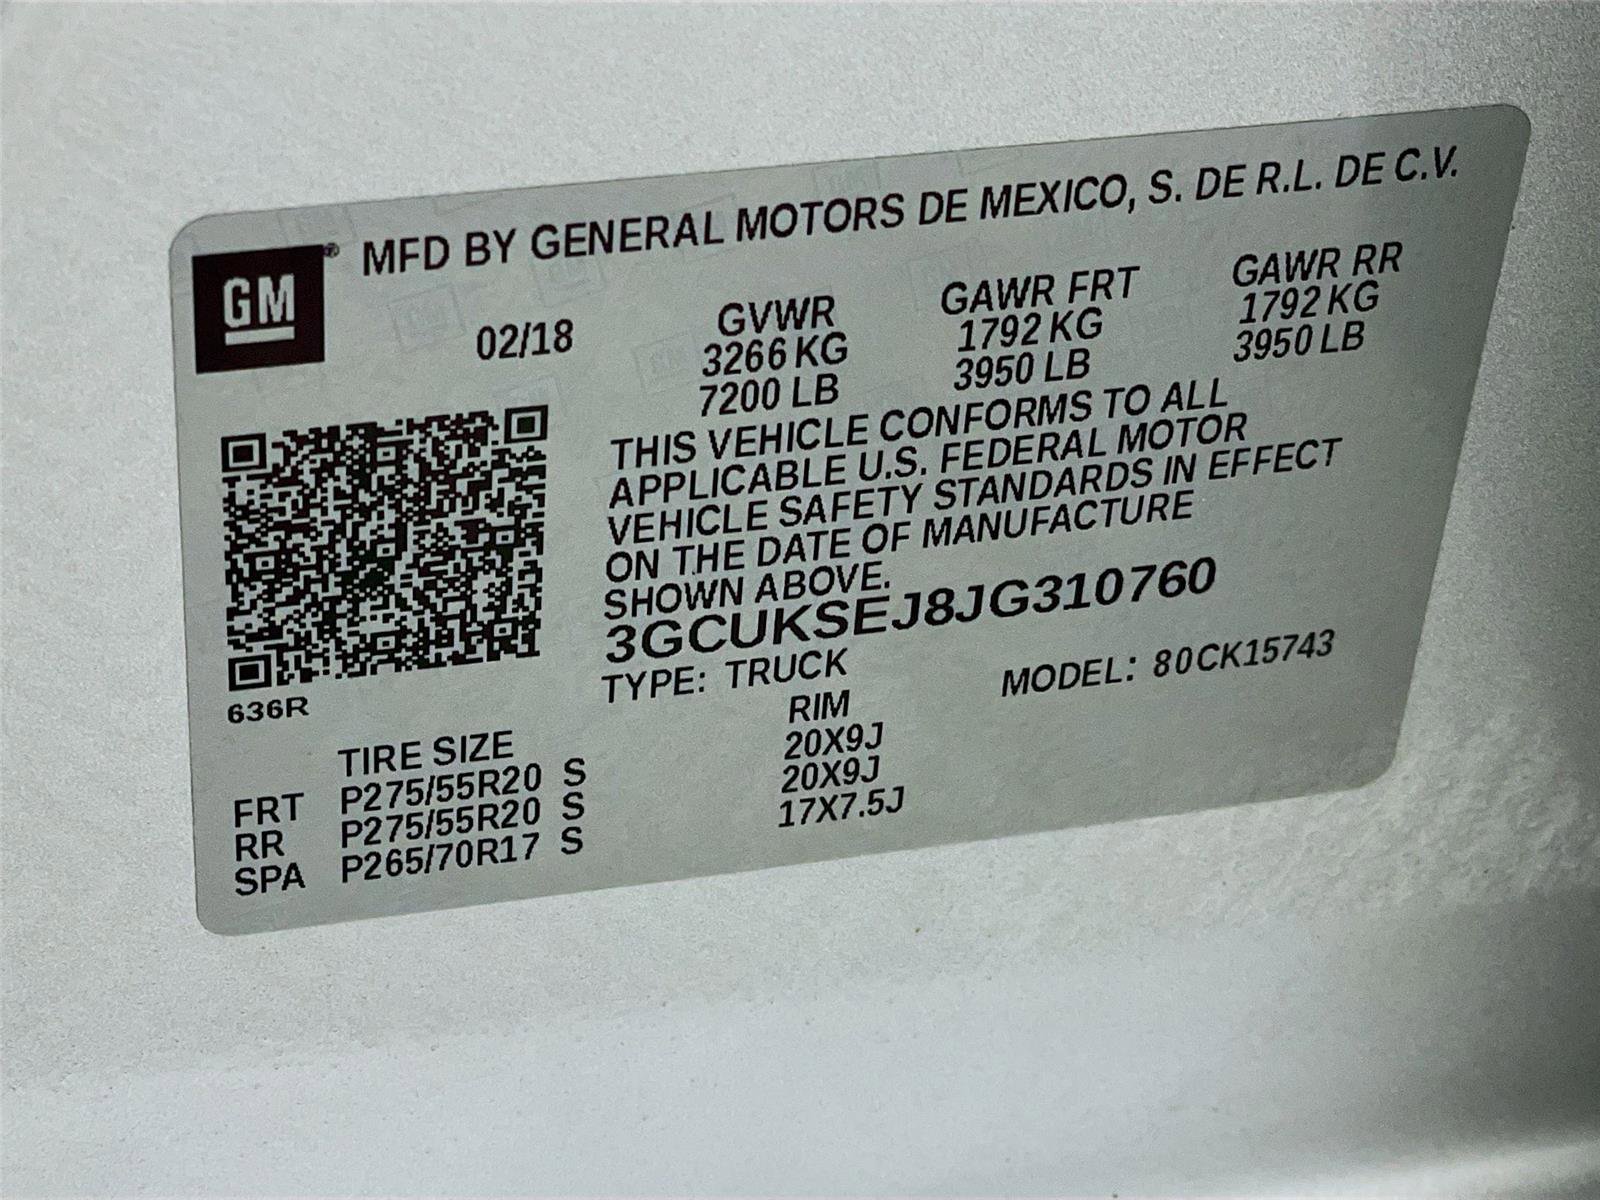 GM® MFD BY GENERAL MOTORS DE MEXICO, S. DE R.L. DE C.V.
02/18 GVWR GAWR FRT GAWR RR
3266 KG 1792 KG 1792 KG
7200 LB 3950 LB 3950 LB
THIS VEHICLE CONFORMS TO ALL
APPLICABLE U.S. FEDERAL MOTOR
VEHICLE SAFETY STANDARDS IN EFFECT
ON THE DATE OF MANUFACTURE
SHOWN ABOVE.
3GCUKSEJ8JG310760
TYPE: TRUCK MODEL: 80CK15743
636R
TIRE SIZE RIM
FRT P275/55R20 S 20X9J
RR P275/55R20 S 20X9J
SPA P265/70R17 S 17X7.5J